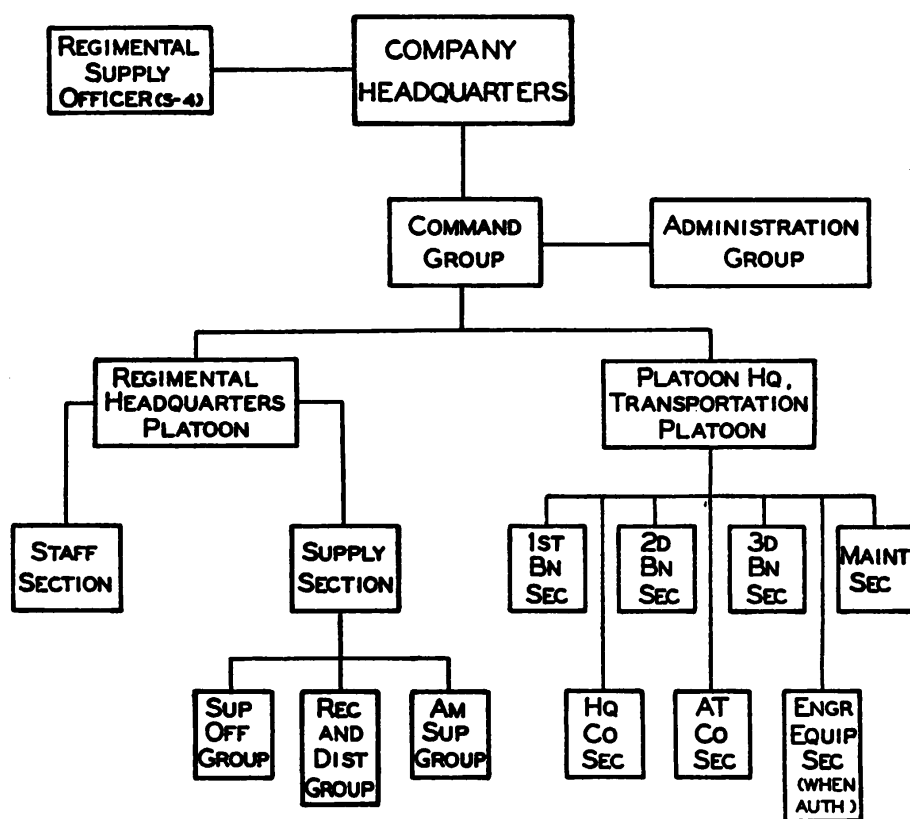 REGIMENTAL
SUPPLY
OFFICER (S-4)
COMPANY
HEADQUARTERS
COMMAND
GROUP
ADMINISTRATION
GROUP
REGIMENTAL
HEADQUARTERS
PLATOON
PLATOON HQ,
TRANSPORTATION
PLATOON
STAFF
SECTION
SUPPLY
SECTION
1ST
BN
SEC
2D
BN
SEC
3D
BN
SEC
MAINT
SEC
SUP
OFF
GROUP
REC
AND
DIST
GROUP
AM
SUP
GROUP
HQ
CO
SEC
AT
CO
SEC
ENGR
EQUIP
SEC
(WHEN
AUTH)